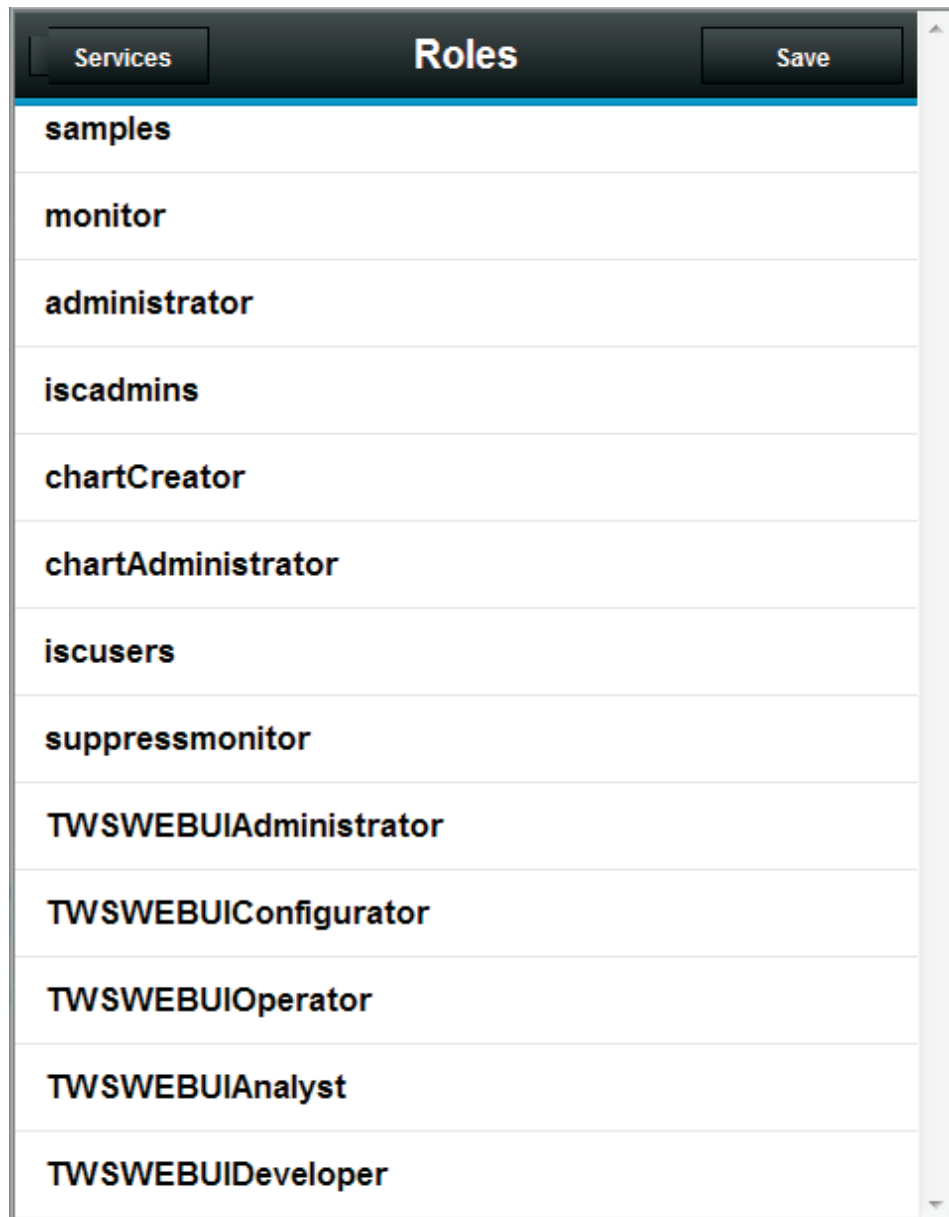 Services Roles Save
samples
monitor
administrator
iscadmins
chartCreator
chartAdministrator
iscusers
suppressmonitor
TWSWEBUIAdministrator
TWSWEBUIConfigurator
TWSWEBUIOperator
TWSWEBUIAnalyst
TWSWEBUIDeveloper